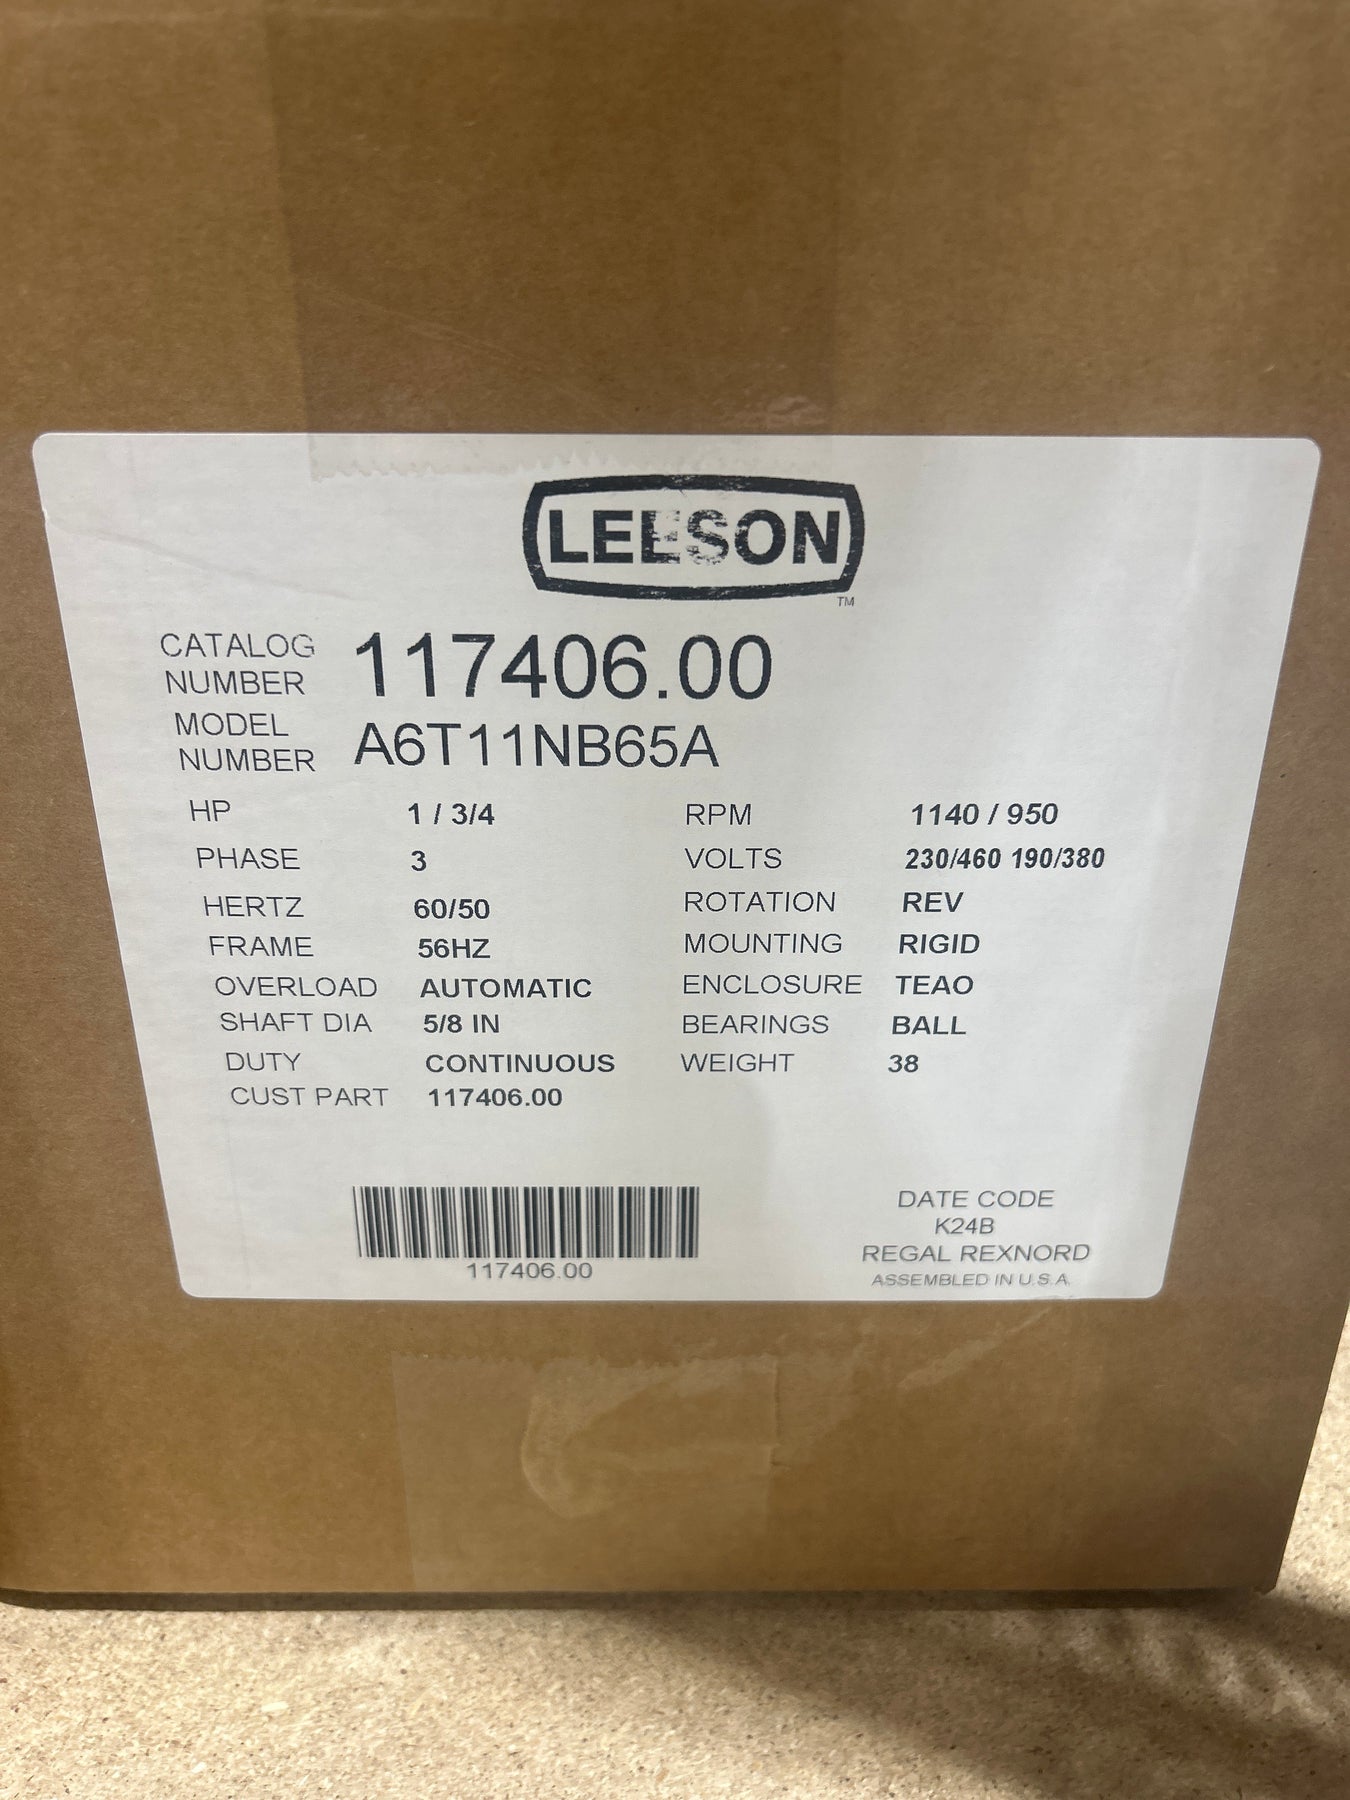 LEESON
TM
CATALOG NUMBER 117406.00
MODEL NUMBER A6T11NB65A
HP 1 / 3/4 RPM 1140 / 950
PHASE 3 VOLTS 230/460 190/380
HERTZ 60/50 ROTATION REV
FRAME 56HZ MOUNTING RIGID
OVERLOAD AUTOMATIC ENCLOSURE TEAO
SHAFT DIA 5/8 IN BEARINGS BALL
DUTY CONTINUOUS WEIGHT 38
CUST PART 117406.00
117406.00
DATE CODE
K24B
REGAL REXNORD
ASSEMBLED IN U.S.A.